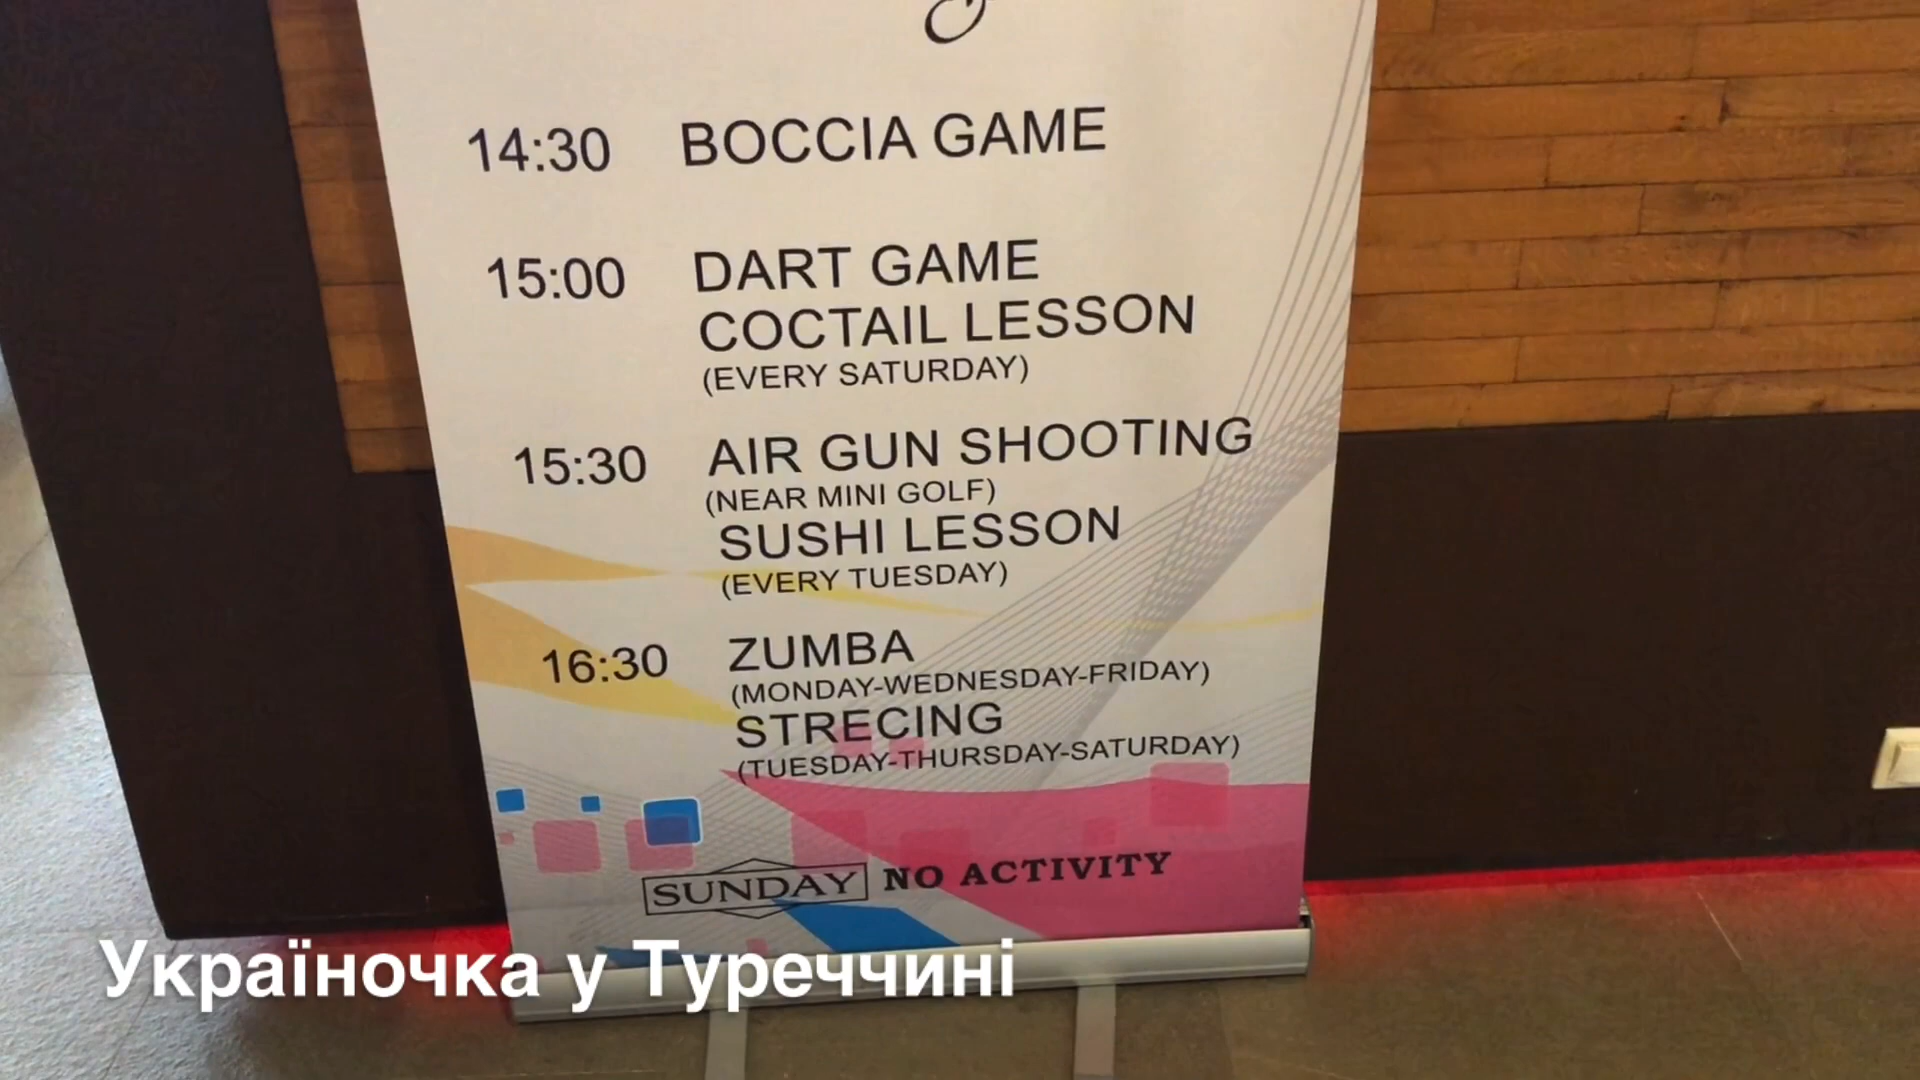 14:30 BOCCIA GAME
15:00 DART GAME
COCTAIL LESSON
(EVERY SATURDAY)
15:30 AIR GUN SHOOTING
(NEAR MINI GOLF)
SUSHI LESSON
(EVERY TUESDAY)
16:30 ZUMBA
(MONDAY-WEDNESDAY-FRIDAY)
STRECING
(TUESDAY-THURSDAY-SATURDAY)
SUNDAY NO ACTIVITY
Україночка у Туреччині